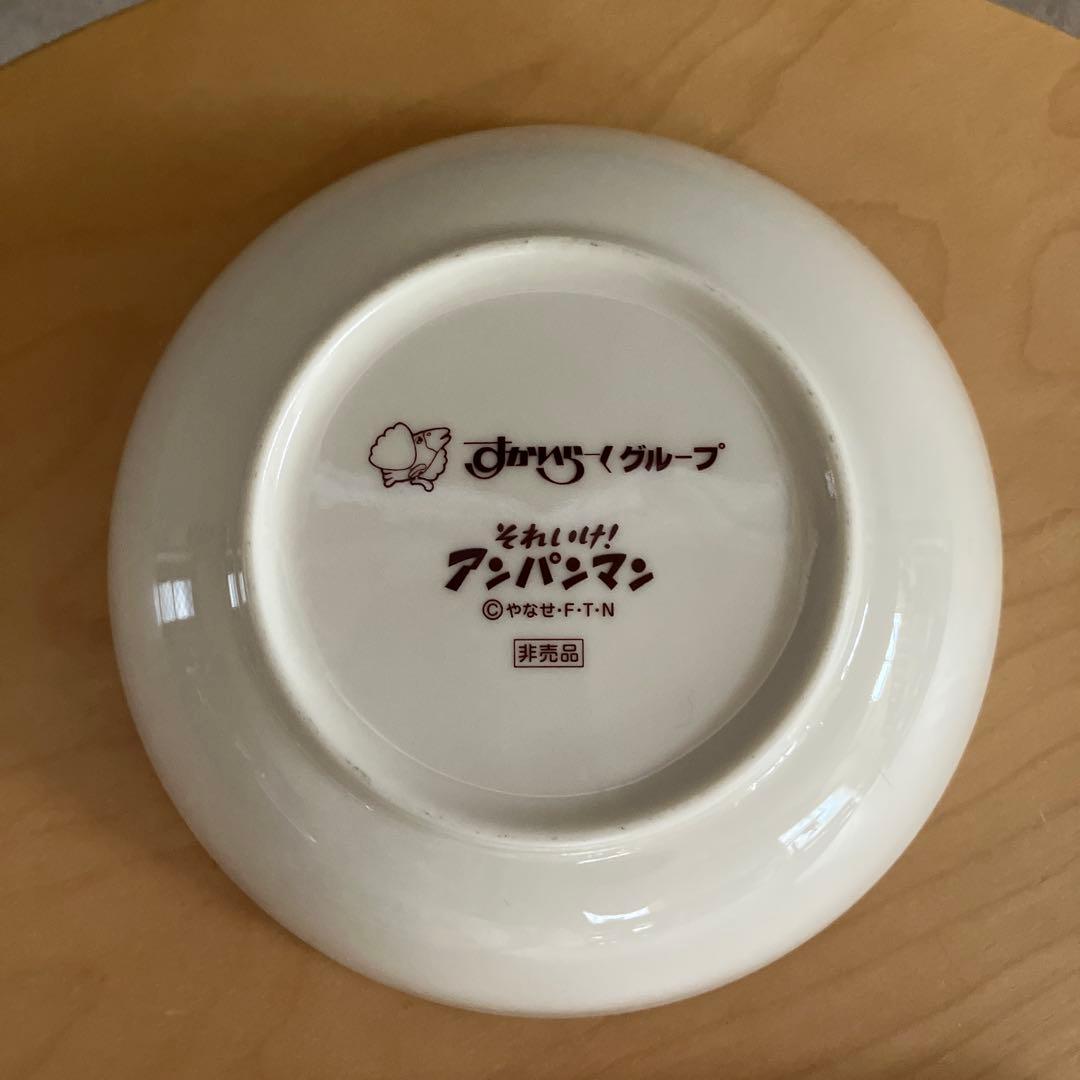 すかいらーくグループ
それいけ!
アンパンマン
©やなせ・F・T・N
非売品